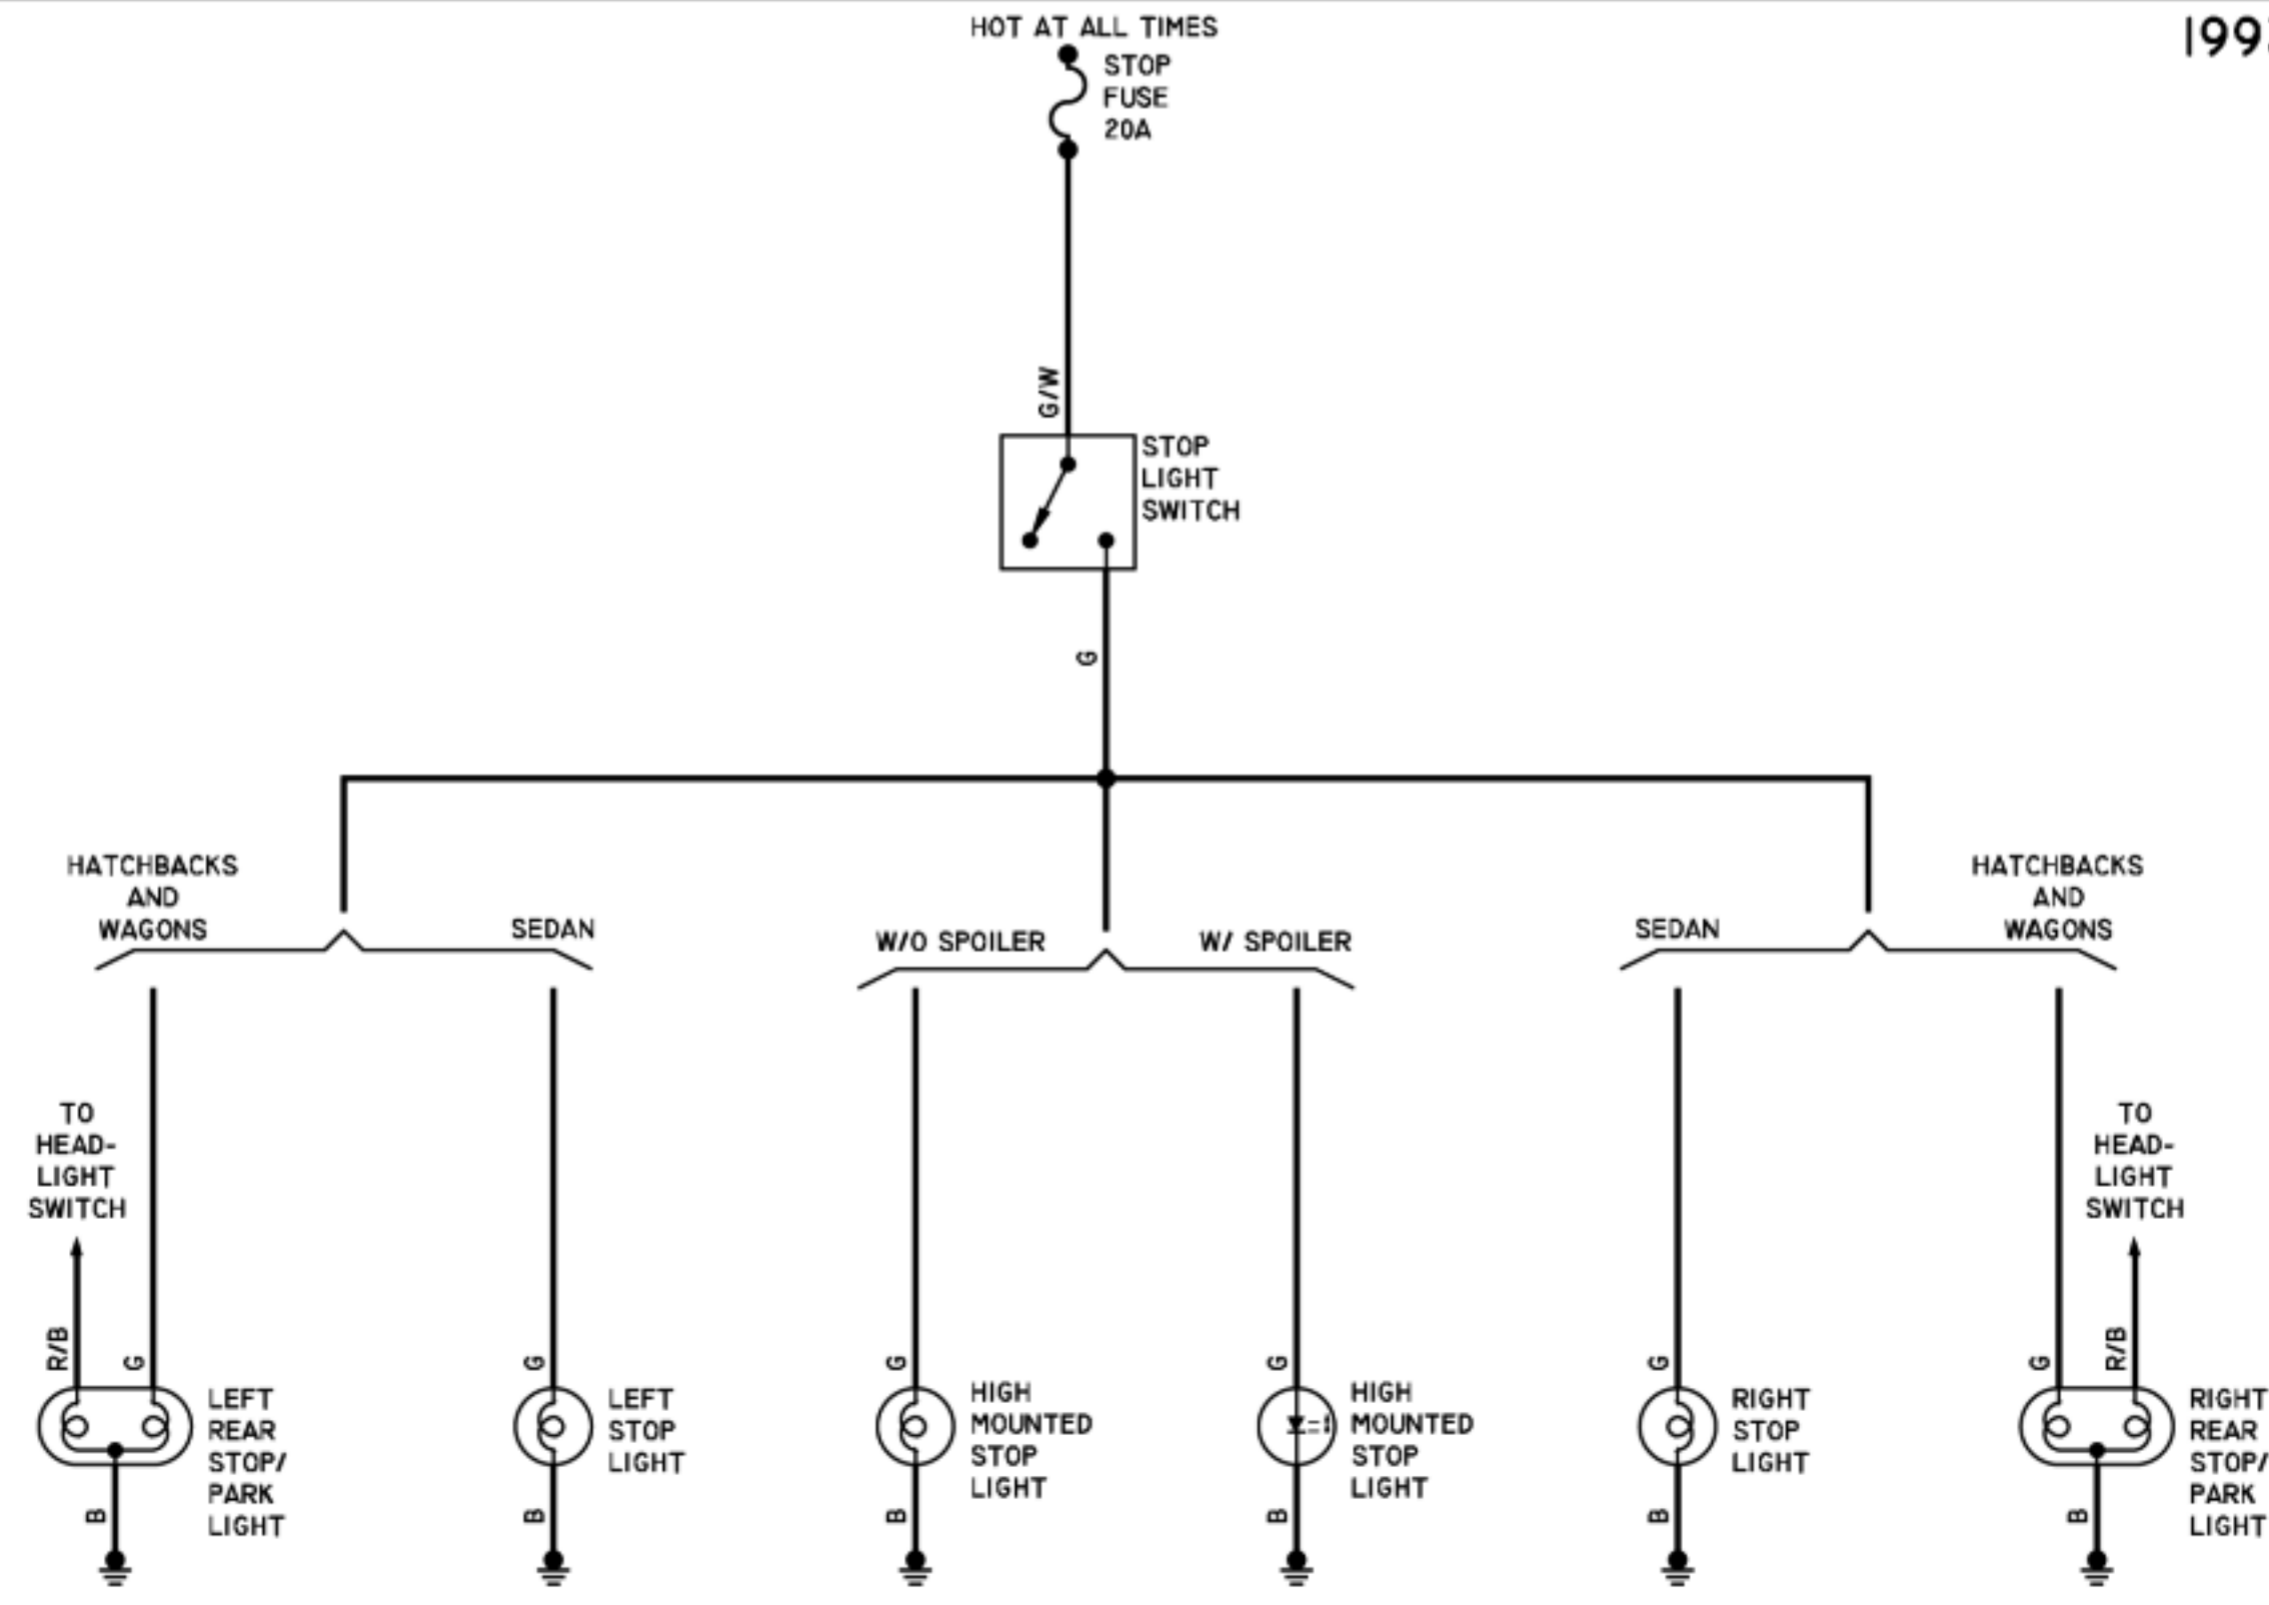 HOT AT ALL TIMES
STOP
FUSE
20A
G/W
STOP
LIGHT
SWITCH
G
HATCHBACKS
AND
WAGONS
SEDAN
W/O SPOILER
W/ SPOILER
SEDAN
HATCHBACKS
AND
WAGONS
TO
HEAD-
LIGHT
SWITCH
TO
HEAD-
LIGHT
SWITCH
R/B
G
G
G
G
G
G
R/B
LEFT
REAR
STOP/
PARK
LIGHT
LEFT
STOP
LIGHT
HIGH
MOUNTED
STOP
LIGHT
HIGH
MOUNTED
STOP
LIGHT
RIGHT
STOP
LIGHT
RIGHT
REAR
STOP/
PARK
LIGHT
B
B
B
B
B
B